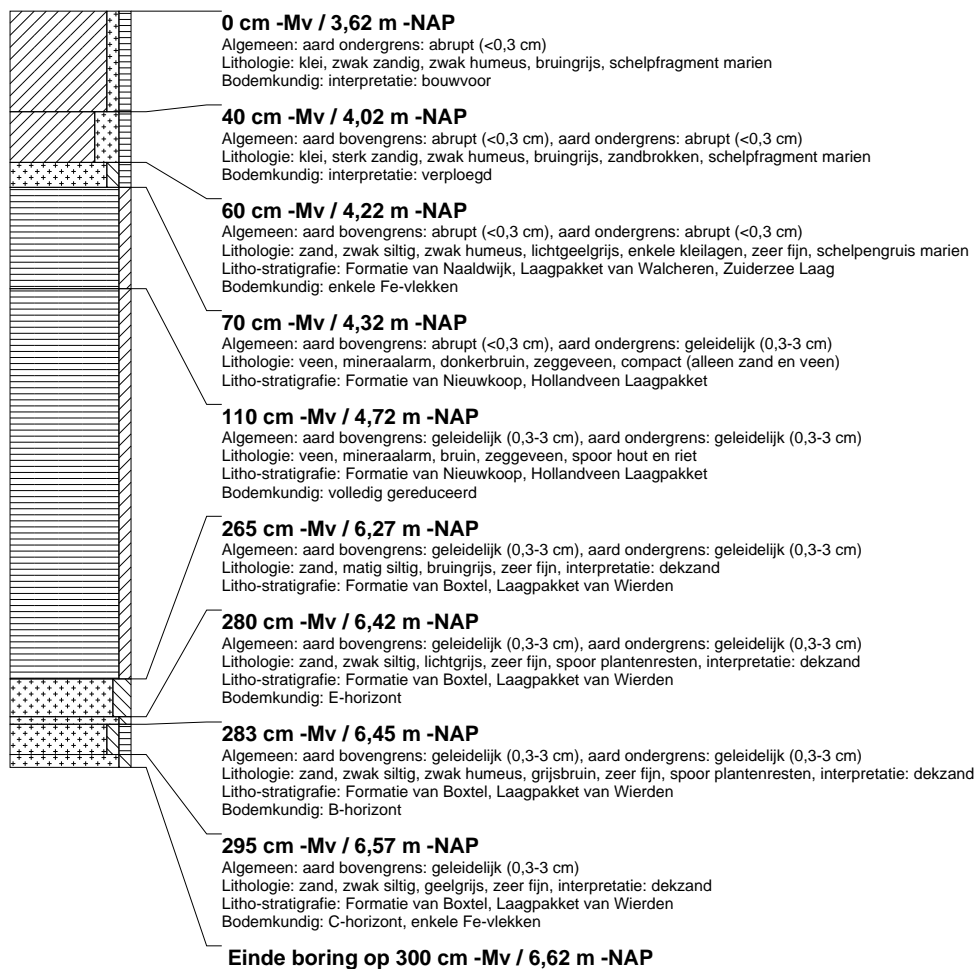 0 cm -Mv / 3,62 m -NAP
Algemeen: aard ondergrens: abrupt (<0,3 cm)
Lithologie: klei, zwak zandig, zwak humeus, bruingrijs, schelpfragment marien
Bodemkundig: interpretatie: bouwvoor
40 cm -Mv / 4,02 m -NAP
Algemeen: aard bovengrens: abrupt (<0,3 cm), aard ondergrens: abrupt (<0,3 cm)
Lithologie: klei, sterk zandig, zwak humeus, bruingrijs, zandbrokken, schelpfragment marien
Bodemkundig: interpretatie: verploegd
60 cm -Mv / 4,22 m -NAP
Algemeen: aard bovengrens: abrupt (<0,3 cm), aard ondergrens: abrupt (<0,3 cm)
Lithologie: zand, zwak siltig, zwak humeus, lichtgeelgrijs, enkele kleilagen, zeer fijn, schelpengruis marien
Litho-stratigrafie: Formatie van Naaldwijk, Laagpakket van Walcheren, Zuiderzee Laag
Bodemkundig: enkele Fe-vlekken
70 cm -Mv / 4,32 m -NAP
Algemeen: aard bovengrens: abrupt (<0,3 cm), aard ondergrens: geleidelijk (0,3-3 cm)
Lithologie: veen, mineraalarm, donkerbruin, zeggeveen, compact (alleen zand en veen)
Litho-stratigrafie: Formatie van Nieuwkoop, Hollandveen Laagpakket
110 cm -Mv / 4,72 m -NAP
Algemeen: aard bovengrens: geleidelijk (0,3-3 cm), aard ondergrens: geleidelijk (0,3-3 cm)
Lithologie: veen, mineraalarm, bruin, zeggeveen, spoor hout en riet
Litho-stratigrafie: Formatie van Nieuwkoop, Hollandveen Laagpakket
Bodemkundig: volledig gereduceerd
265 cm -Mv / 6,27 m -NAP
Algemeen: aard bovengrens: geleidelijk (0,3-3 cm), aard ondergrens: geleidelijk (0,3-3 cm)
Lithologie: zand, matig siltig, bruingrijs, zeer fijn, interpretatie: dekzand
Litho-stratigrafie: Formatie van Boxtel, Laagpakket van Wierden
280 cm -Mv / 6,42 m -NAP
Algemeen: aard bovengrens: geleidelijk (0,3-3 cm), aard ondergrens: geleidelijk (0,3-3 cm)
Lithologie: zand, zwak siltig, lichtgrijs, zeer fijn, spoor plantenresten, interpretatie: dekzand
Litho-stratigrafie: Formatie van Boxtel, Laagpakket van Wierden
Bodemkundig: E-horizont
283 cm -Mv / 6,45 m -NAP
Algemeen: aard bovengrens: geleidelijk (0,3-3 cm), aard ondergrens: geleidelijk (0,3-3 cm)
Lithologie: zand, zwak siltig, zwak humeus, grijsbruin, zeer fijn, spoor plantenresten, interpretatie: dekzand
Litho-stratigrafie: Formatie van Boxtel, Laagpakket van Wierden
Bodemkundig: B-horizont
295 cm -Mv / 6,57 m -NAP
Algemeen: aard bovengrens: geleidelijk (0,3-3 cm)
Lithologie: zand, zwak siltig, geelgrijs, zeer fijn, interpretatie: dekzand
Litho-stratigrafie: Formatie van Boxtel, Laagpakket van Wierden
Bodemkundig: C-horizont, enkele Fe-vlekken
Einde boring op 300 cm -Mv / 6,62 m -NAP